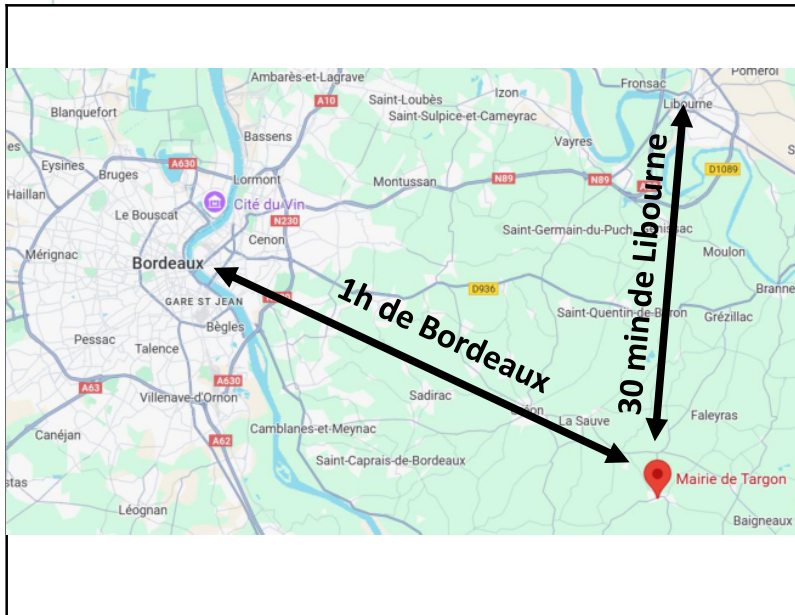 Ambarès-et-Lagrave
Pomerol
Fronsac
Izon
Saint-Loubès
A10
Libourne
Blanquefort
Saint-Sulpice-et-Cameyrac
Bassens
Vayres
Eysines
A630
D1089
Bruges
Lormont
Montussan
N89
N89
Haillan
Cité du Vin
Le Bouscat
N230
Saint-Germain-du-Puch
Cenon
Moulon
Mérignac
Bordeaux
1h de Bordeaux
30 min de Libourne
D936
Branne
GARE ST JEAN
Saint-Quentin-de-Baron
Grézillac
Bègles
Pessac
Talence
A63
A630
Villenave-d'Ornon
Sadirac
La Sauve
Faleyras
Canéjan
A62
Camblanes-et-Meynac
Saint-Caprais-de-Bordeaux
Mairie de Targon
Léognan
Baigneaux